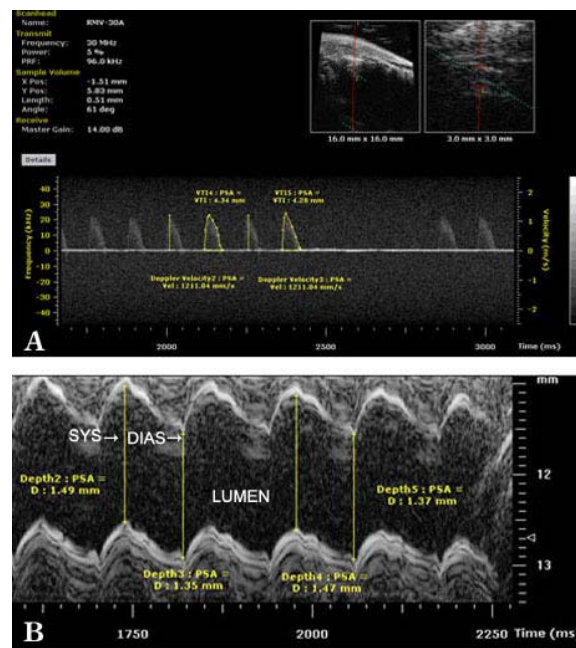 Scanhead
Name: RMV-30A
Transmit
Frequency: 30 MHz
Power: 5 %
PRF: 96.0 kHz
Sample Volume
X Pos: -1.51 mm
Y Pos: 5.03 mm
Length: 0.51 mm
Angle: 61 deg
Receive
Master Gain: 14.00 dB
16.0 mm x 16.0 mm
3.0 mm x 3.0 mm
Details
VTI4 : PSA =
VTI : 4.34 mm
VTI5 : PSA =
VTI : 4.28 mm
Frequency (kHz)
40
30
20
10
0
-10
-20
-30
-40
2
1
0
-1
-2
Velocity (m/s)
Doppler Velocity2 : PSA =
Vel : 1211.04 mm/s
Doppler Velocity3 : PSA =
Vel : 1211.04 mm/s
A
2000
2500
3000
Time (ms)
mm
SYS→
DIAS→
Depth2 : PSA =
D : 1.49 mm
LUMEN
Depth5 : PSA =
D : 1.37 mm
12
Depth3 : PSA =
D : 1.35 mm
Depth4 : PSA =
D : 1.47 mm
13
B
1750
2000
2250
Time (ms)